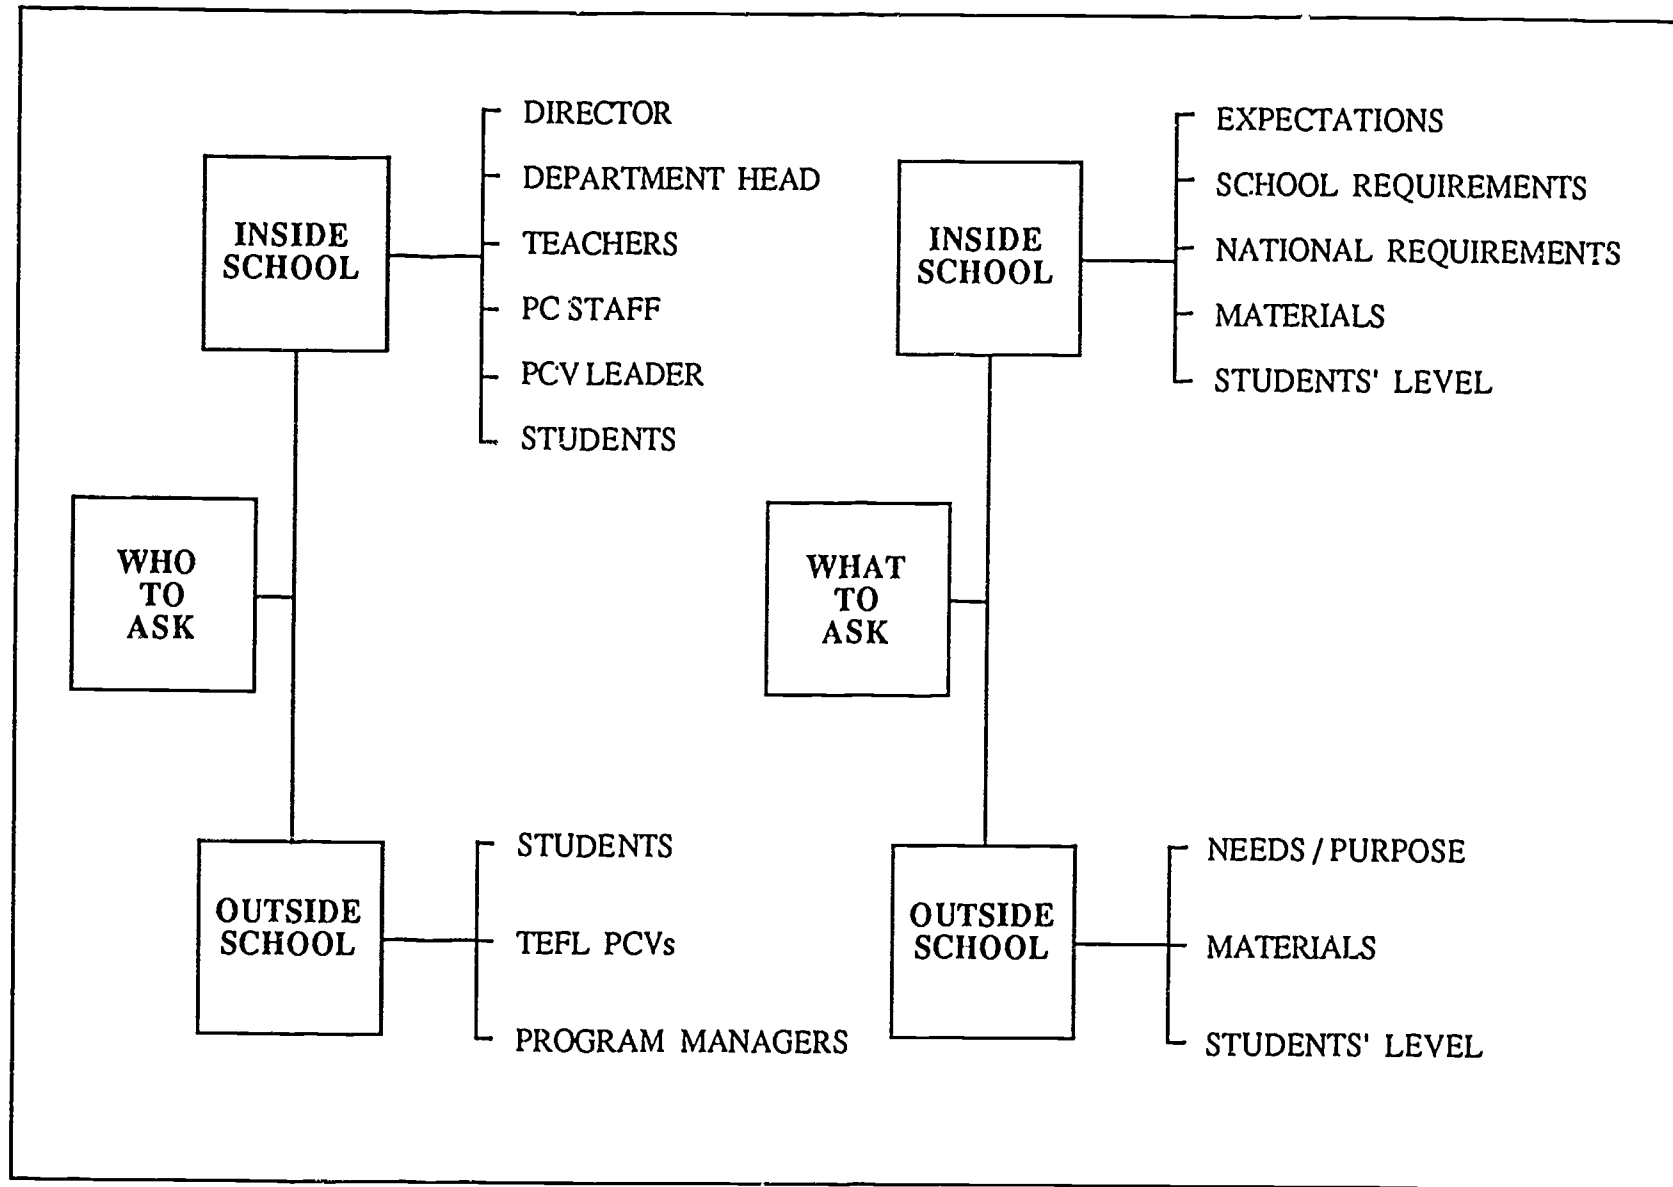 DIRECTOR
DEPARTMENT HEAD
INSIDE
SCHOOL
TEACHERS
PC STAFF
PCV LEADER
STUDENTS
WHO
TO
ASK
OUTSIDE
SCHOOL
STUDENTS
TEFL PCVs
PROGRAM MANAGERS
EXPECTATIONS
SCHOOL REQUIREMENTS
INSIDE
SCHOOL
NATIONAL REQUIREMENTS
MATERIALS
STUDENTS' LEVEL
WHAT
TO
ASK
OUTSIDE
SCHOOL
NEEDS / PURPOSE
MATERIALS
STUDENTS' LEVEL